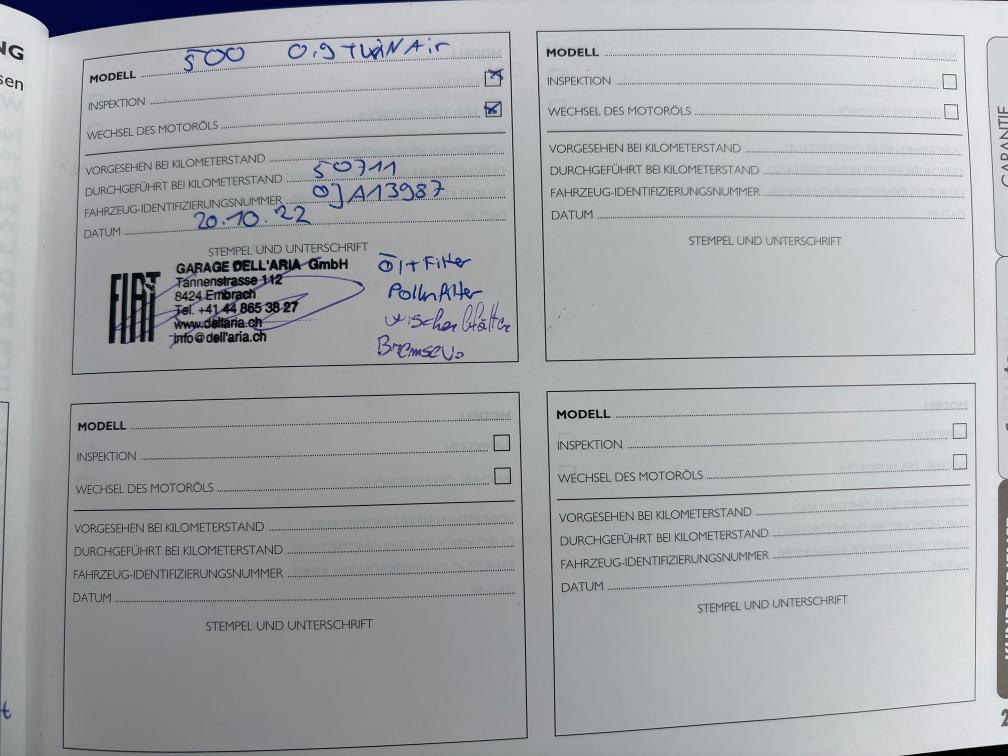 NG
sen
MODELL 500 0.9 TWiNAir
INSPEKTION
WECHSEL DES MOTORÖLS
VORGESEHEN BEI KILOMETERSTAND
DURCHGEFÜHRT BEI KILOMETERSTAND 50711
FAHRZEUG-IDENTIFIZIERUNGSNUMMER 0JA13987
DATUM 20.10.22
STEMPEL UND UNTERSCHRIFT
FIAT
GARAGE DELL'ARIA GmbH
Tannenstrasse 112
8424 Embrach
Tel. +41 44 865 38 27
www.dellaria.ch
info@dell'aria.ch
Öl+Filter
Pollenfilter
Wischerblätter
MODELL
INSPEKTION
WECHSEL DES MOTORÖLS
VORGESEHEN BEI KILOMETERSTAND
DURCHGEFÜHRT BEI KILOMETERSTAND
FAHRZEUG-IDENTIFIZIERUNGSNUMMER
DATUM
STEMPEL UND UNTERSCHRIFT
MODELL
INSPEKTION
WECHSEL DES MOTORÖLS
VORGESEHEN BEI KILOMETERSTAND
DURCHGEFÜHRT BEI KILOMETERSTAND
FAHRZEUG-IDENTIFIZIERUNGSNUMMER
DATUM
STEMPEL UND UNTERSCHRIFT
MODELL
INSPEKTION
WECHSEL DES MOTORÖLS
VORGESEHEN BEI KILOMETERSTAND
DURCHGEFÜHRT BEI KILOMETERSTAND
FAHRZEUG-IDENTIFIZIERUNGSNUMMER
DATUM
STEMPEL UND UNTERSCHRIFT
GARANTIE